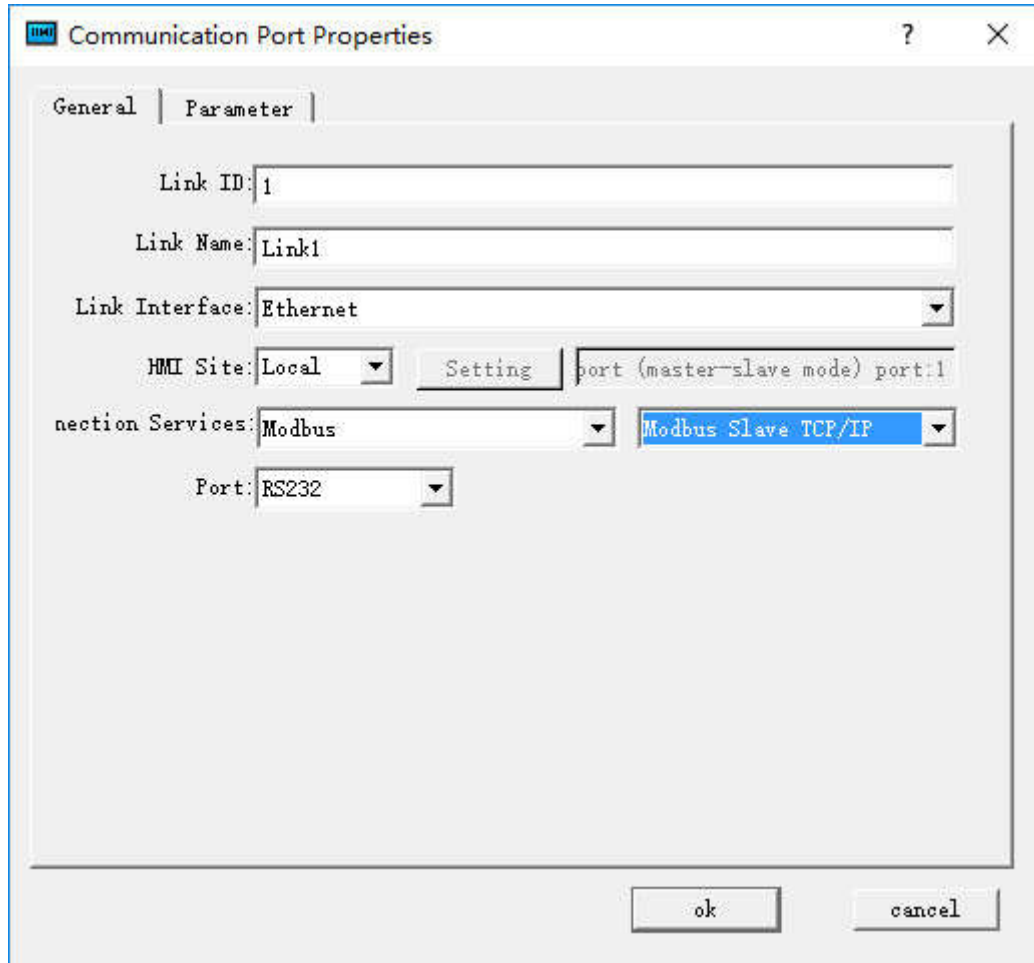 HMI Communication Port Properties ?
General Parameter
Link ID: 1
Link Name: Link1
Link Interface: Ethernet
HMI Site: Local Setting port (master-slave mode) port:1
nection Services: Modbus Modbus Slave TCP/IP
Port: RS232
ok cancel